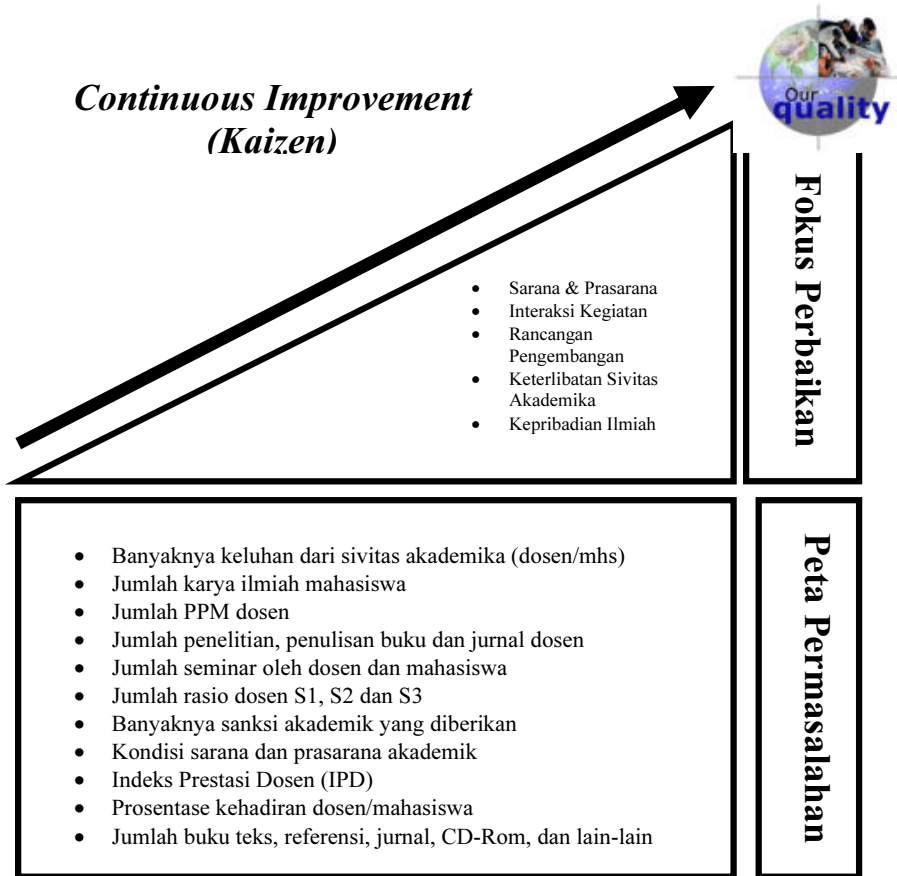 Our
quality
Continuous Improvement
(Kaizen)
Fokus Perbaikan
• Sarana & Prasarana
• Interaksi Kegiatan
• Rancangan
Pengembangan
• Keterlibatan Sivitas
Akademika
• Kepribadian Ilmiah
Peta Permasalahan
• Banyaknya keluhan dari sivitas akademika (dosen/mhs)
• Jumlah karya ilmiah mahasiswa
• Jumlah PPM dosen
• Jumlah penelitian, penulisan buku dan jurnal dosen
• Jumlah seminar oleh dosen dan mahasiswa
• Jumlah rasio dosen S1, S2 dan S3
• Banyaknya sanksi akademik yang diberikan
• Kondisi sarana dan prasarana akademik
• Indeks Prestasi Dosen (IPD)
• Prosentase kehadiran dosen/mahasiswa
• Jumlah buku teks, referensi, jurnal, CD-Rom, dan lain-lain